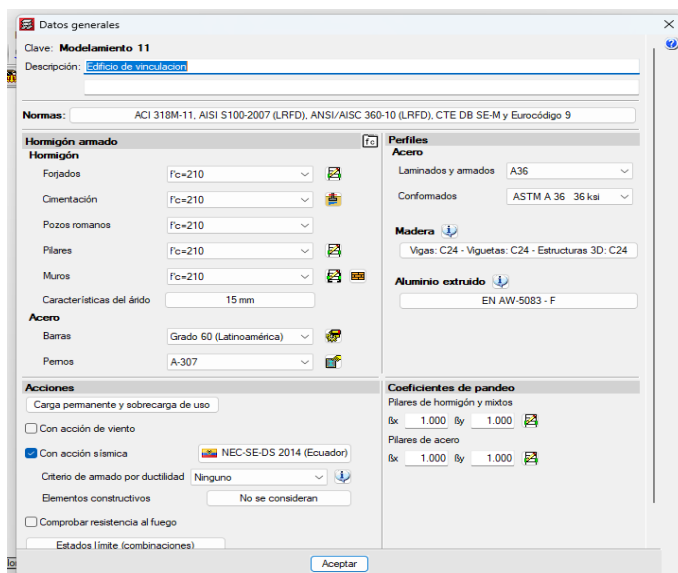 Datos generales
Clave: Modelamiento 11
Descripción: Edificio de vinculacion
Normas: ACI 318M-11, AISI S100-2007 (LRFD), ANSI/AISC 360-10 (LRFD), CTE DB SE-M y Eurocódigo 9
Hormigón armado
Hormigón
Forjados f'c=210
Cimentación f'c=210
Pozos romanos f'c=210
Pilares f'c=210
Muros f'c=210
Características del árido 15 mm
Acero
Barras Grado 60 (Latinoamérica)
Pernos A-307
Perfiles
Acero
Laminados y armados A36
Conformados ASTM A 36 36 ksi
Madera
Vigas: C24 - Viguetas: C24 - Estructuras 3D: C24
Aluminio extruido
EN AW-5083 - F
Acciones
Carga permanente y sobrecarga de uso
Con acción de viento
Con acción sísmica NEC-SE-DS 2014 (Ecuador)
Criterio de armado por ductilidad Ninguno
Elementos constructivos No se consideran
Comprobar resistencia al fuego
Estados límite (combinaciones)
Coeficientes de pandeo
Pilares de hormigón y mixtos
ßx 1.000 ßy 1.000
Pilares de acero
ßx 1.000 ßy 1.000
Aceptar